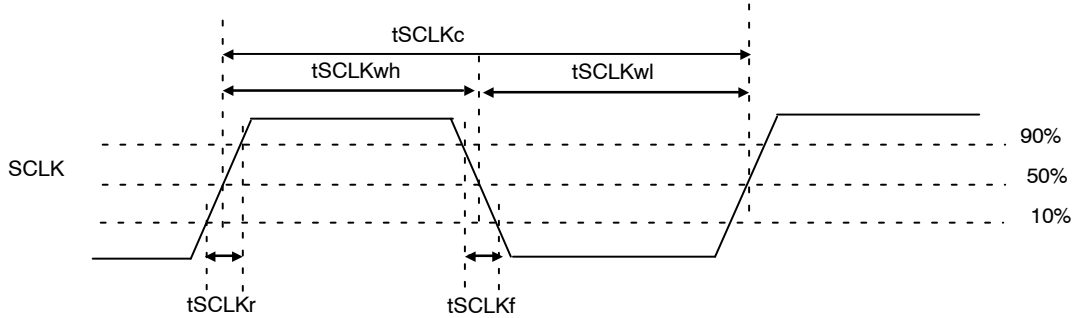 tSCLKc
tSCLKwh
tSCLKwl
90%
SCLK
50%
10%
tSCLKr
tSCLKf